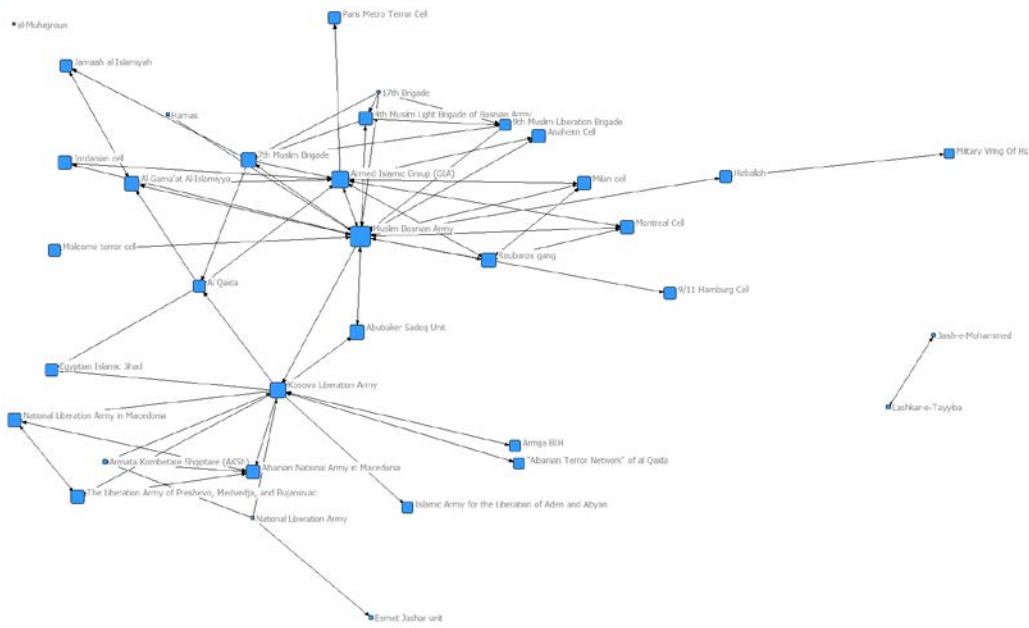 Paris Metro Terror Cell
al-Muhajiroun
Jamaah al Islamiyah
17th Brigade
Hamas
4th Muslim Light Brigade of Bosnian Army
9th Muslim Liberation Brigade
Anaheim Cell
Military Wing Of Hiz
7th Muslim Brigade
Jordanian cell
Armed Islamic Group (GIA)
Hizballah
Al-Gama'at Al-Islamiyya
Milan cell
Montreal Cell
Muslim Bosnian Army
terror cell
Roubaix gang
Al Qaida
9/11 Hamburg Cell
Abubaker Sadeq Unit
Jaish-e-Mohammed
Egyptian Islamic Jihad
Kosovo Liberation Army
Lashkar-e-Tayyiba
National Liberation Army in Macedonia
BIH
Armata Kombetare Shqiptare (AKSh)
"Albanian Terror Network" of al Qaida
Albanian National Army in Macedonia
The Liberation Army of Preshevo, Medvedja, and Bujanovac
Islamic Army for the Liberation of Aden and Abyan
National Liberation Army
Esmet Jashar unit